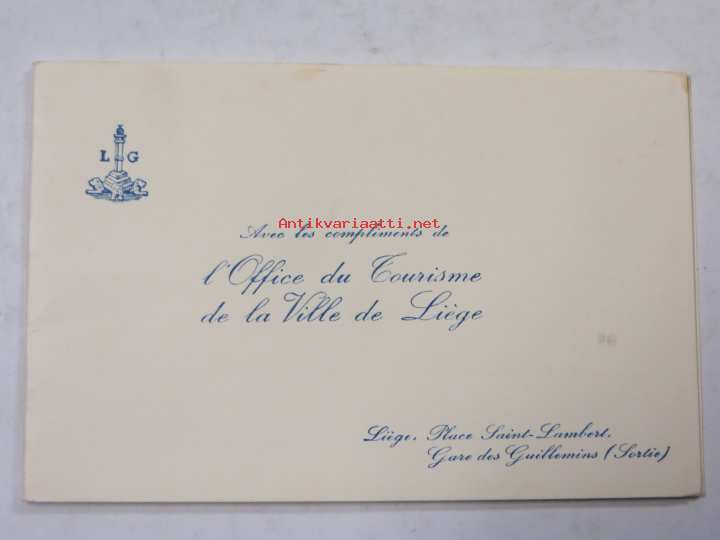 L G
Antikvariaatti.net
Avec les compliments de
l'Office du Tourisme
de la Ville de Liège
Liège. Place Saint-Lambert.
Gare des Guillemins (Sortie)